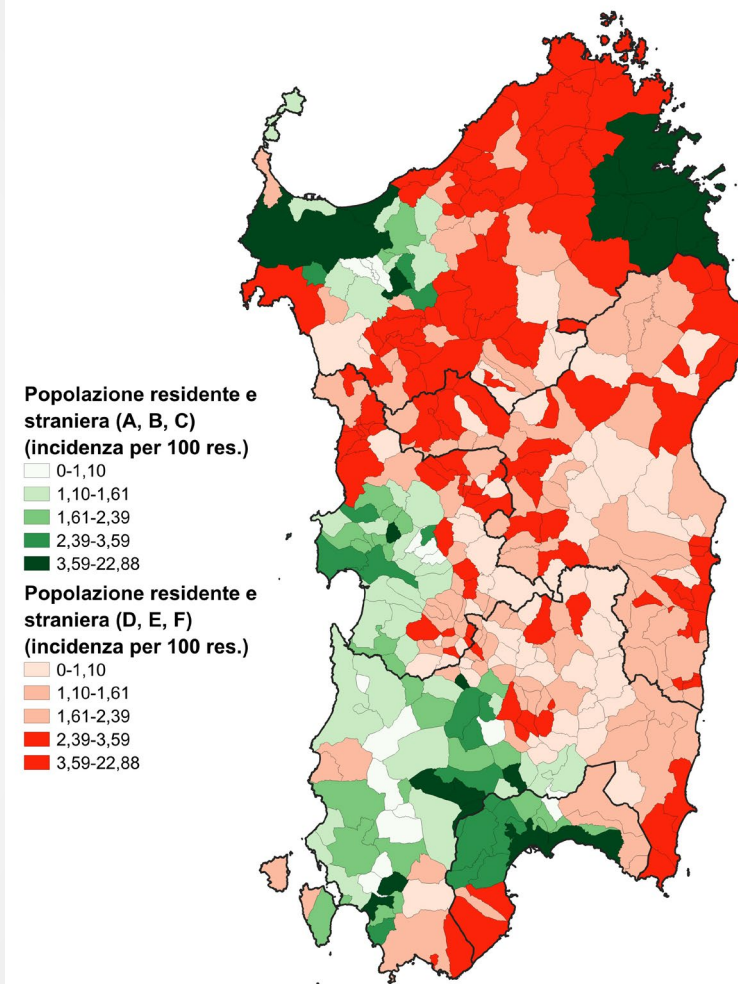 Popolazione residente e
straniera (A, B, C)
(incidenza per 100 res.)
0-1,10
1,10-1,61
1,61-2,39
2,39-3,59
3,59-22,88
Popolazione residente e
straniera (D, E, F)
(incidenza per 100 res.)
0-1,10
1,10-1,61
1,61-2,39
2,39-3,59
3,59-22,88